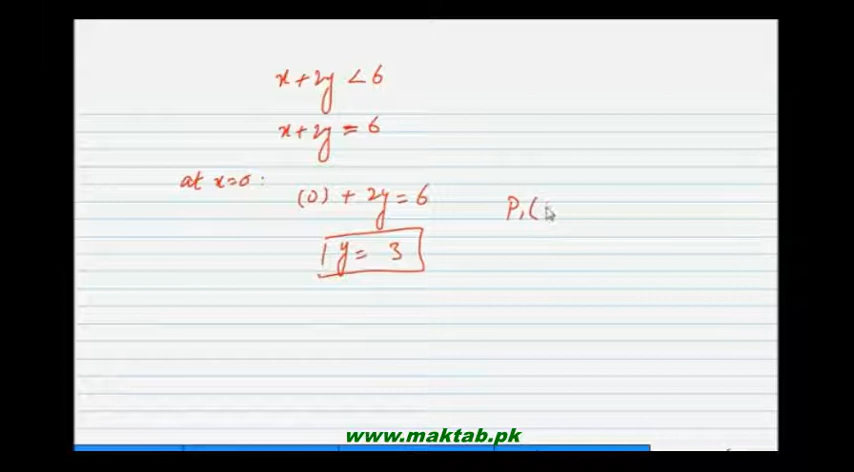 x+2y < 6
x+2y = 6
at x=0:
(0) + 2y = 6
P₁(
y = 3
www.maktab.pk